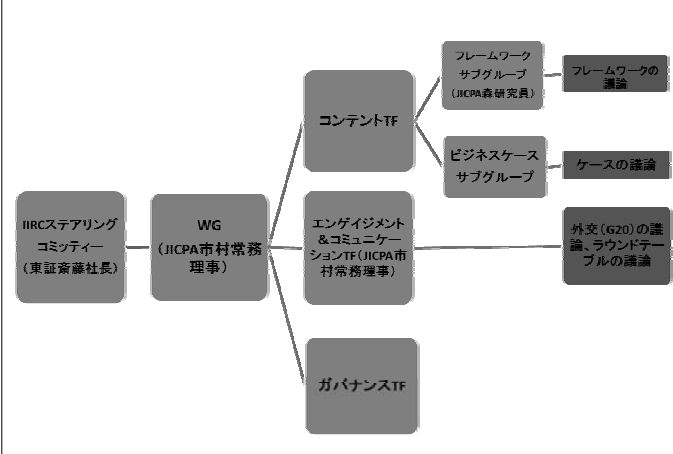 IIRCステアリング
コミッティー
（東証斎藤社長）
WG
（JICPA市村常務
理事）
コンテントTF
エンゲイジメント
＆コミュニケー
ションTF（JICPA市
村常務理事）
ガバナンスTF
フレームワーク
サブグループ
（JICPA森研究員）
ビジネスケース
サブグループ
フレームワークの
議論
ケースの議論
外交（G20）の議
論、ラウンドテー
ブルの議論